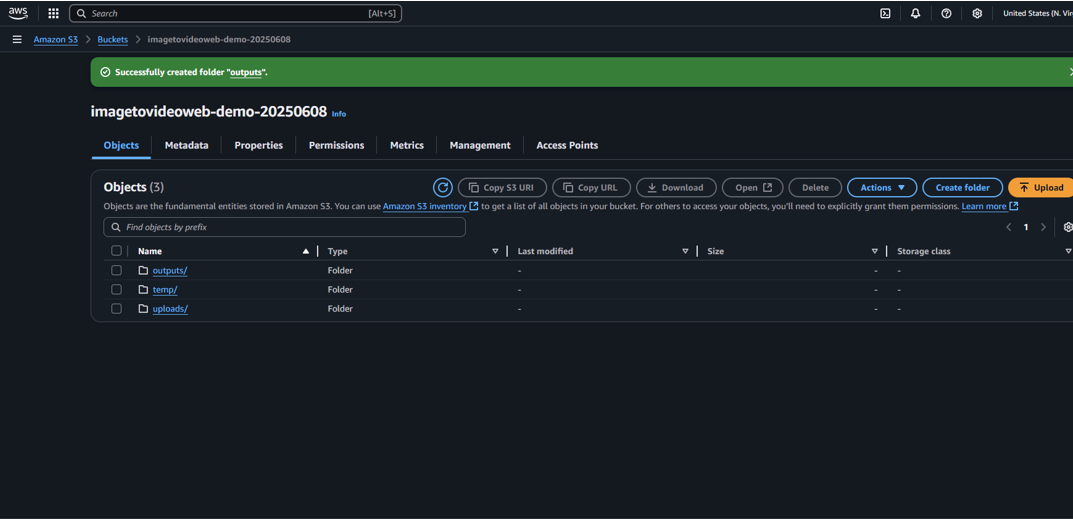 aws Search [Alt+S] United States (N. Vir
Amazon S3 > Buckets > imagetovideoweb-demo-20250608
Successfully created folder "outputs".
imagetovideoweb-demo-20250608 Info
Objects Metadata Properties Permissions Metrics Management Access Points
Objects (3) Copy S3 URI Copy URL Download Open Delete Actions Create folder Upload
Objects are the fundamental entities stored in Amazon S3. You can use Amazon S3 inventory to get a list of all objects in your bucket. For others to access your objects, you'll need to explicitly grant them permissions. Learn more
Find objects by prefix 1
Name Type Last modified Size Storage class
outputs/ Folder - - -
temp/ Folder - - -
uploads/ Folder - - -